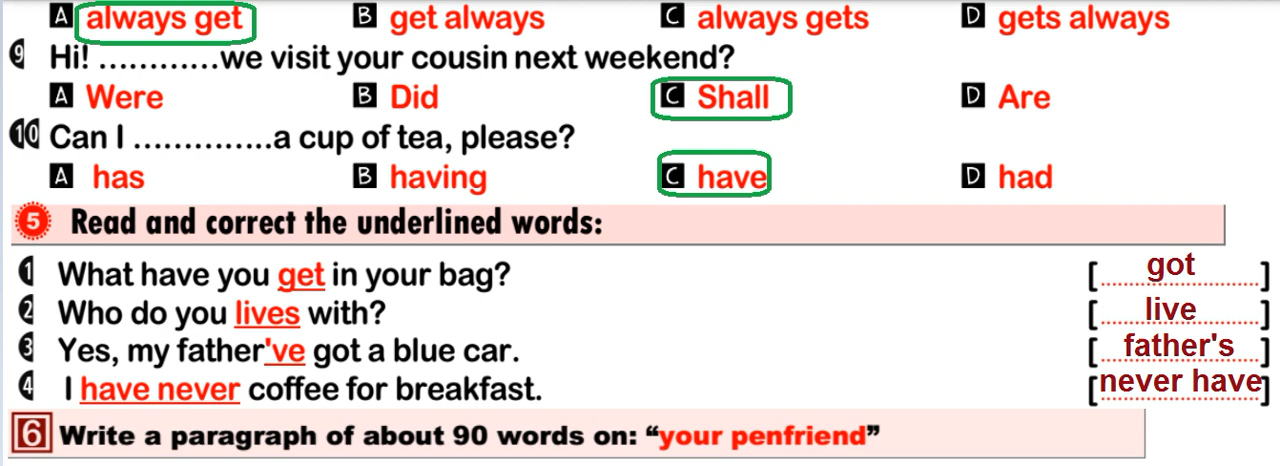 A always get B get always C always gets D gets always
9 Hi! ............we visit your cousin next weekend?
A Were B Did C Shall D Are
10 Can I ..............a cup of tea, please?
A has B having C have D had
5 Read and correct the underlined words:
1 What have you get in your bag? [ got ]
2 Who do you lives with? [ live ]
3 Yes, my father've got a blue car. [ father's ]
4 I have never coffee for breakfast. [never have]
6 Write a paragraph of about 90 words on: “your penfriend”